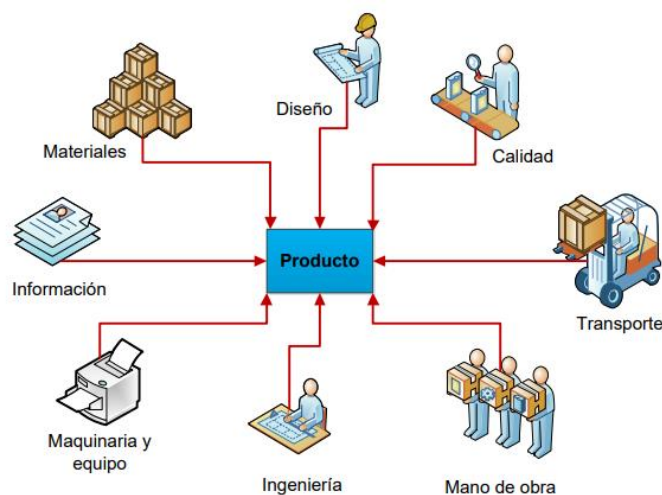 Diseño
Materiales
Calidad
Producto
Información
Transporte
Maquinaria y
equipo
Ingeniería
Mano de obra